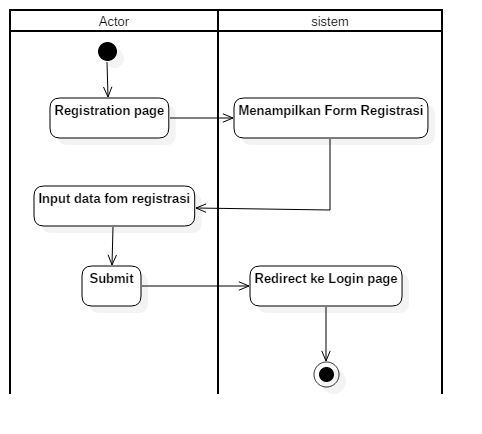 Actor
sistem
Registration page
Menampilkan Form Registrasi
Input data fom registrasi
Submit
Redirect ke Login page